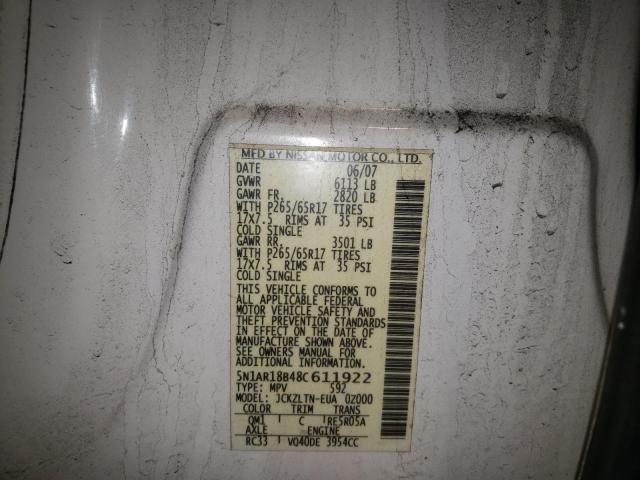 MFD BY NISSAN MOTOR CO., LTD.
DATE 06/07
GVWR 6113 LB
GAWR FR. 2820 LB
WITH P265/65R17 TIRES
17X7.5 RIMS AT 35 PSI
COLD SINGLE
GAWR RR. 3501 LB
WITH P265/65R17 TIRES
17X7.5 RIMS AT 35 PSI
COLD SINGLE
THIS VEHICLE CONFORMS TO
ALL APPLICABLE FEDERAL
MOTOR VEHICLE SAFETY AND
THEFT PREVENTION STANDARDS
IN EFFECT ON THE DATE OF
MANUFACTURE SHOWN ABOVE.
SEE OWNERS MANUAL FOR
ADDITIONAL INFORMATION.
5N1AR18B48C611922
TYPE: MPV 592
MODEL: JCKZLTN-EUA 0Z000
COLOR TRIM TRANS
QM1 C RE5R05A
AXLE ENGINE
RC33 VQ40DE 3954CC